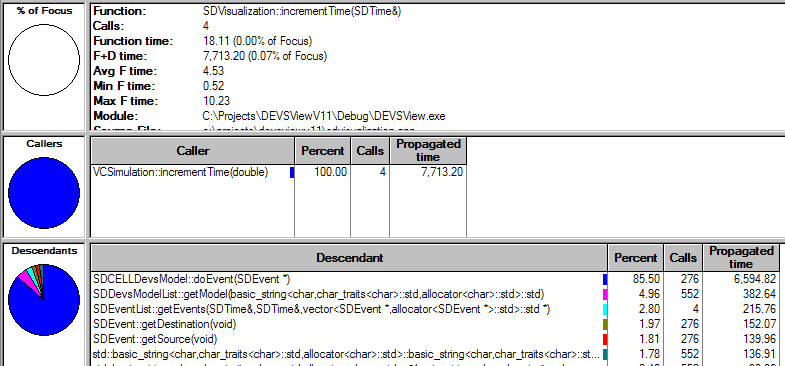 % of Focus
Function: SDVisualization::incrementTime(SDTime&)
Calls: 4
Function time: 18.11 (0.00% of Focus)
F+D time: 7,713.20 (0.07% of Focus)
Avg F time: 4.53
Min F time: 0.52
Max F time: 10.23
Module: C:\Projects\DEVSViewV11\Debug\DEVSView.exe
Callers
Caller Percent Calls Propagated time
VCSimulation::incrementTime(double) 100.00 4 7,713.20
Descendants
Descendant Percent Calls Propagated time
SDCELLDevsModel::doEvent(SDEvent *) 85.50 276 6,594.82
SDDevsModelList::getModel(basic_string<char,char_traits<char>::std,allocator<char>::std>::std) 4.96 552 382.64
SDEventList::getEvents(SDTime&,SDTime&,vector<SDEvent *,allocator<SDEvent *>::std>::std *) 2.80 4 215.76
SDEvent::getDestination(void) 1.97 276 152.07
SDEvent::getSource(void) 1.81 276 139.96
std::basic_string<char,char_traits<char>::std,allocator<char>::std>::basic_string<char,char_traits<char>::st... 1.78 552 136.91